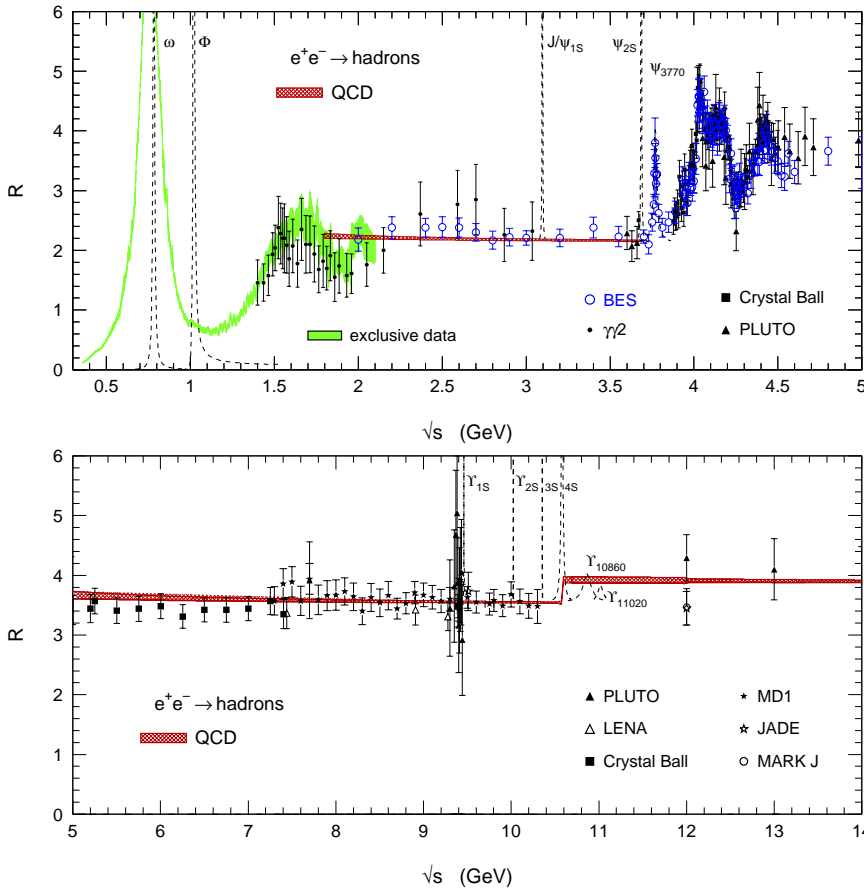 6
5
4
3
2
1
0
R
ω
Φ
J/ψ1S
ψ2S
ψ3770
e+e− → hadrons
QCD
exclusive data
BES
γγ2
Crystal Ball
PLUTO
0.5 1 1.5 2 2.5 3 3.5 4 4.5 5
√s (GeV)
6
5
4
3
2
1
0
R
ϒ1S
ϒ2S
3S
4S
ϒ10860
ϒ11020
e+e− → hadrons
QCD
PLUTO
LENA
Crystal Ball
MD1
JADE
MARK J
5 6 7 8 9 10 11 12 13 14
√s (GeV)